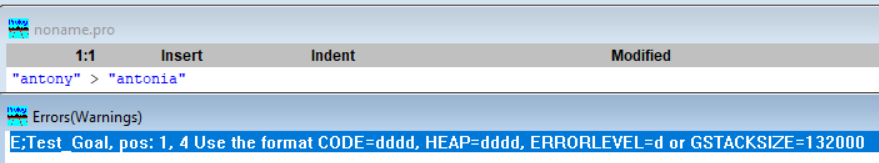 noname.pro
1:1 Insert Indent Modified
"antony" > "antonia"
Errors(Warnings)
E;Test_Goal, pos: 1, 4 Use the format CODE=dddd, HEAP=dddd, ERRORLEVEL=d or GSTACKSIZE=132000